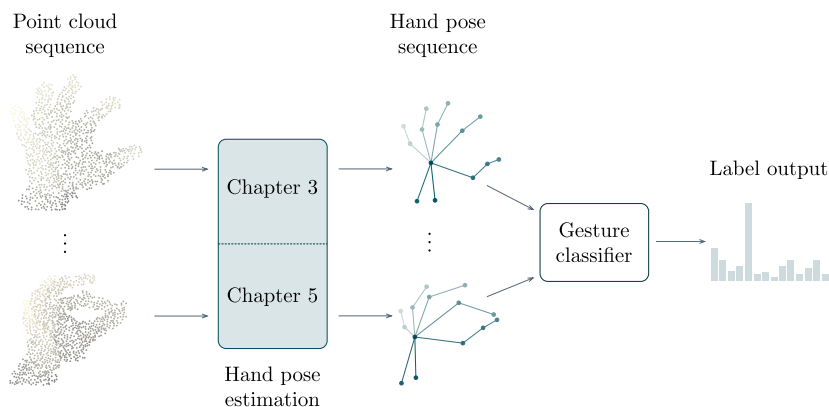 Point cloud
sequence
Hand pose
sequence
Chapter 3
Chapter 5
Hand pose
estimation
Gesture
classifier
Label output